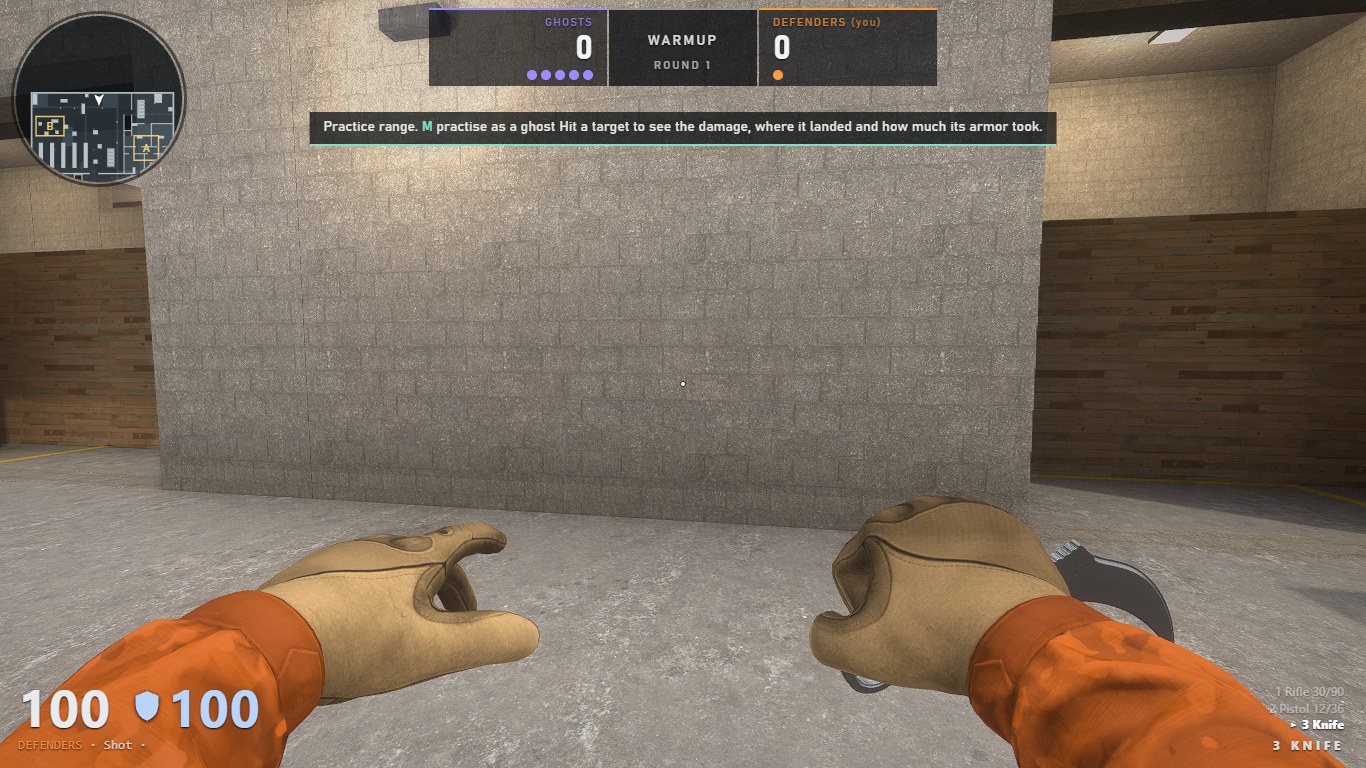 GHOSTS
0
WARMUP
ROUND 1
DEFENDERS (you)
0
Practice range. M practise as a ghost Hit a target to see the damage, where it landed and how much its armor took.
B
A
100 100
DEFENDERS · Shot ·
1 Rifle 30/90
2 Pistol 12/36
▸ 3 Knife
3 KNIFE